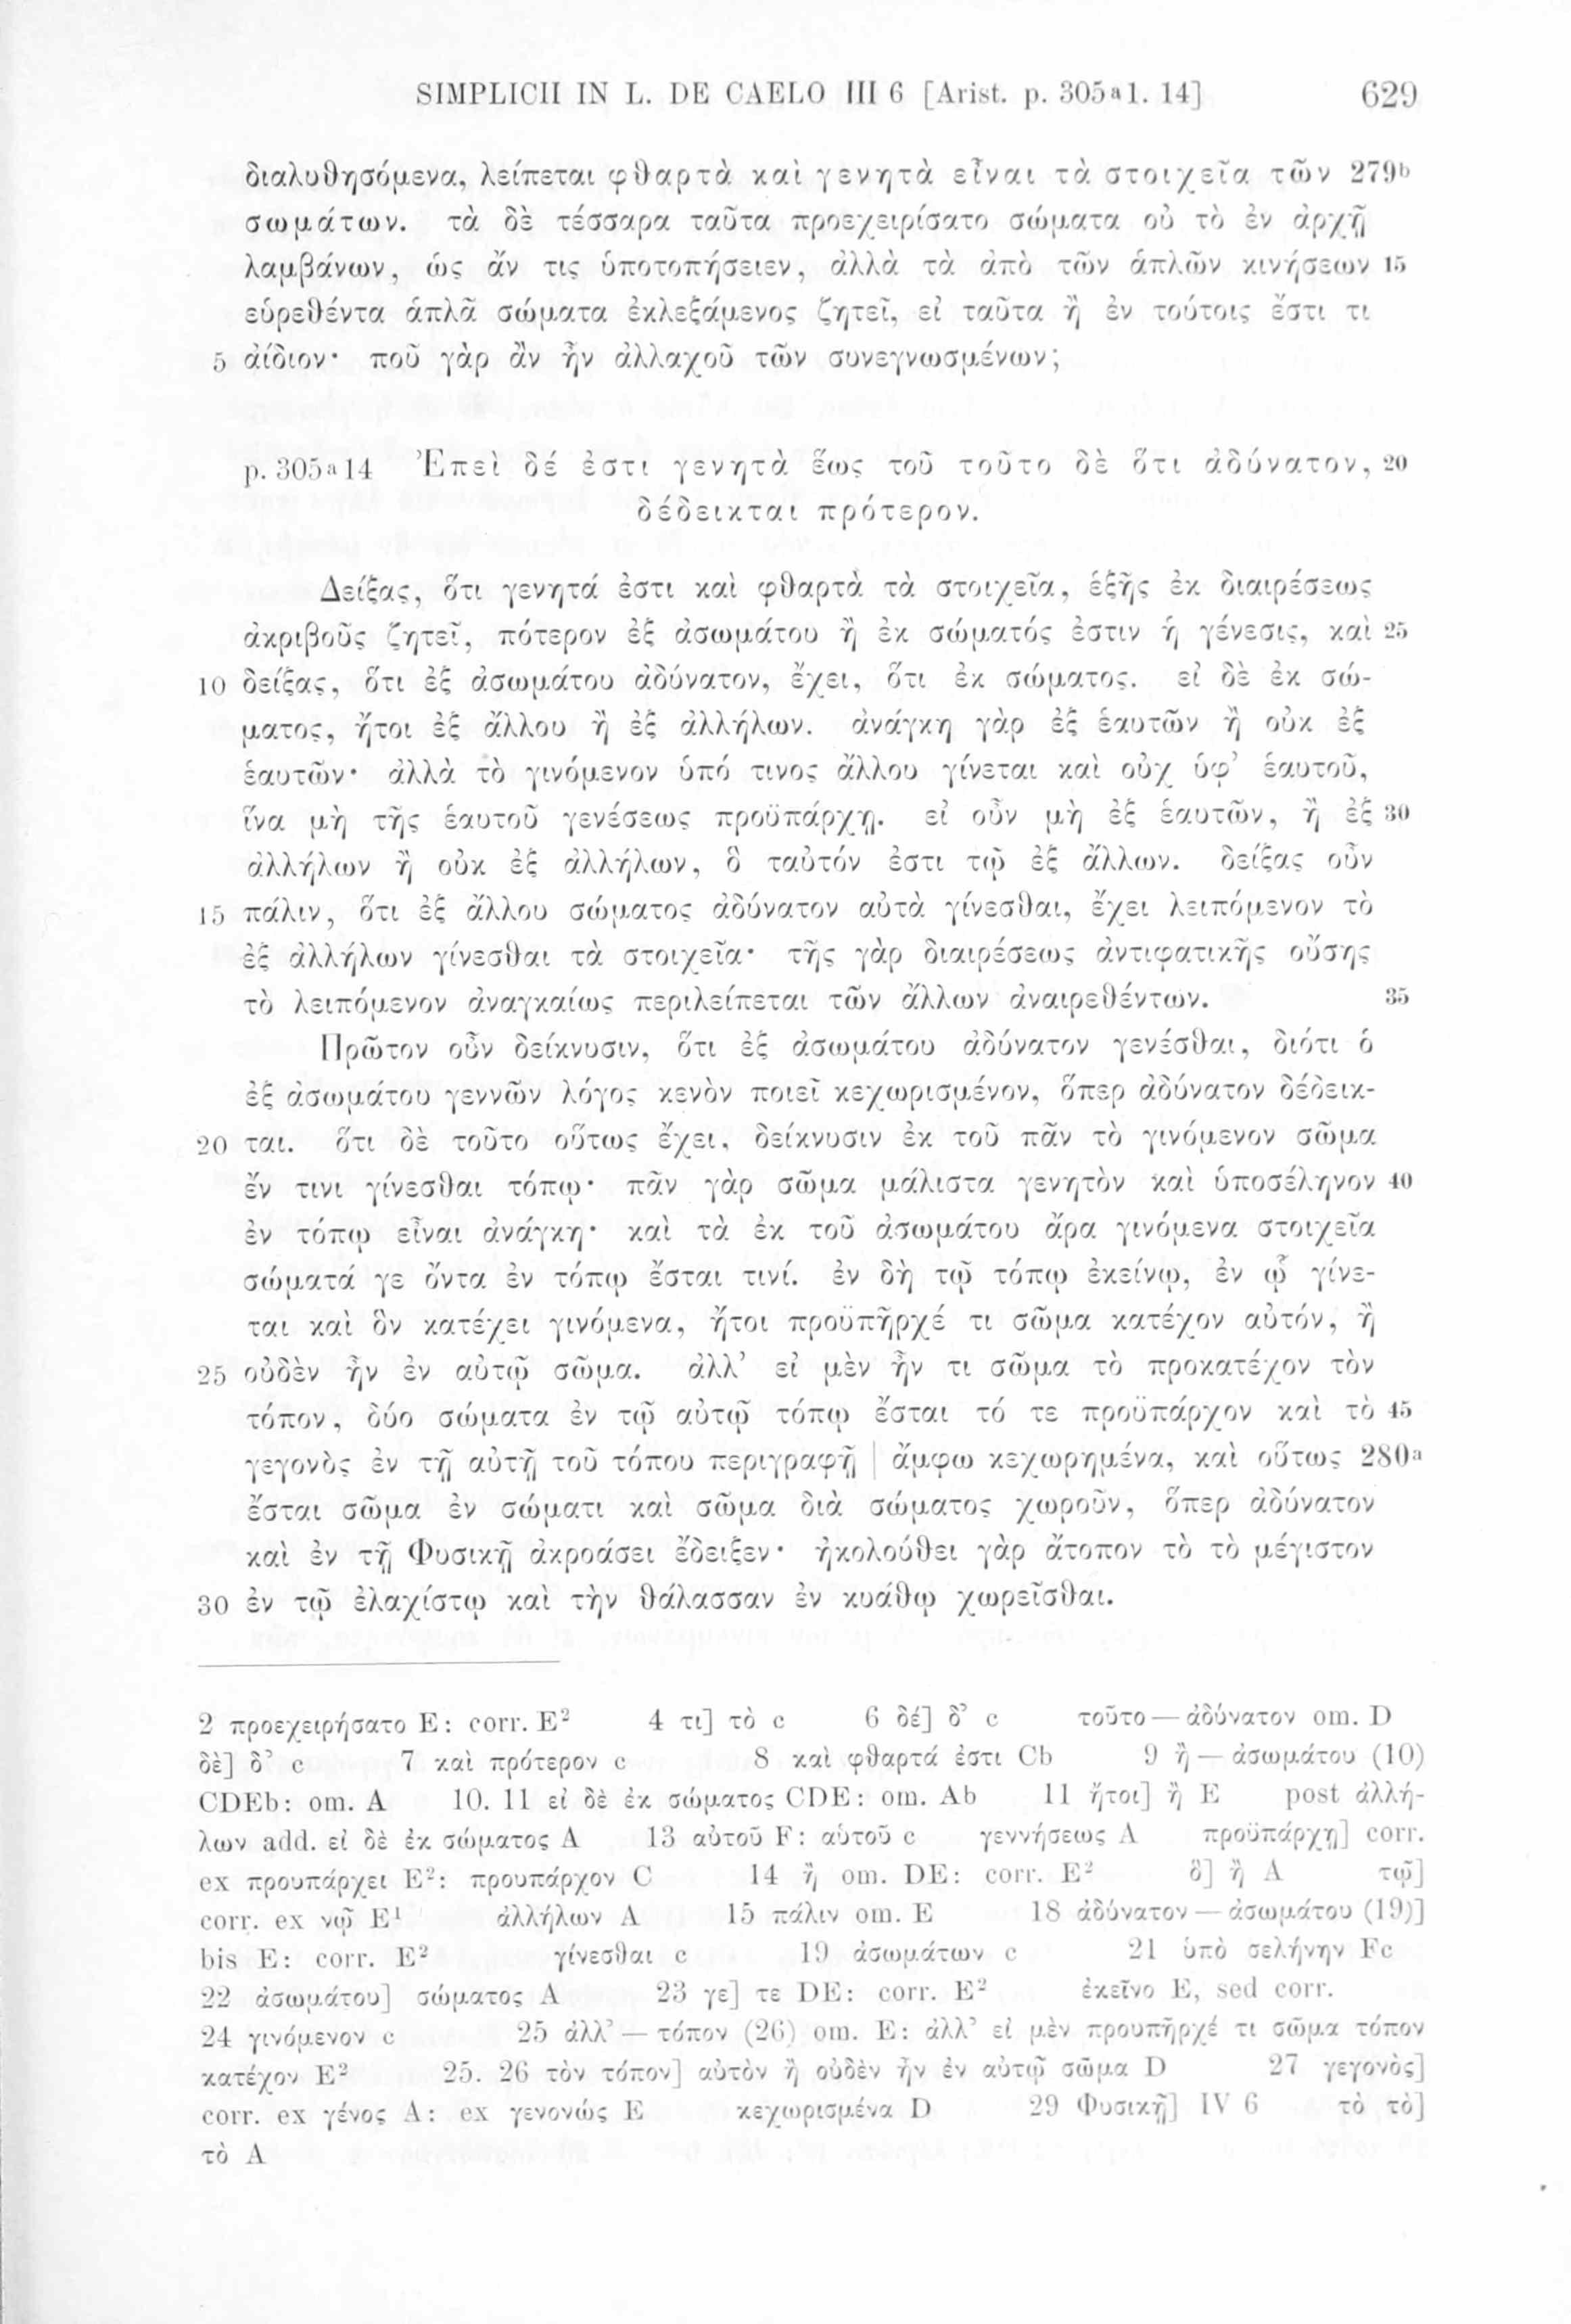 SIMPLICII IN L. DE CAELO III 6 [Arist. p. 305ᵃ1. 14] 629
διαλυθησόμενα, λείπεται φθαρτὰ καὶ γενητὰ εἶναι τὰ στοιχεῖα τῶν 279ᵇ
σωμάτων. τὰ δὲ τέσσαρα ταῦτα προεχειρίσατο σώματα οὐ τὸ ἐν ἀρχῇ
λαμβάνων, ὡς ἄν τις ὑποτοπήσειεν, ἀλλὰ τὰ ἀπὸ τῶν ἁπλῶν κινήσεων 15
εὑρεθέντα ἁπλᾶ σώματα ἐκλεξάμενος ζητεῖ, εἰ ταῦτα ἢ ἐν τούτοις ἔστι τι
5 ἀίδιον· ποῦ γὰρ ἂν ἦν ἀλλαχοῦ τῶν συνεγνωσμένων;
p. 305ᵃ14 Ἐπεὶ δέ ἐστι γενητὰ ἕως τοῦ τοῦτο δὲ ὅτι ἀδύνατον, 20
δέδεικται πρότερον.
Δείξας, ὅτι γενητά ἐστι καὶ φθαρτὰ τὰ στοιχεῖα, ἑξῆς ἐκ διαιρέσεως
ἀκριβοῦς ζητεῖ, πότερον ἐξ ἀσωμάτου ἢ ἐκ σώματός ἐστιν ἡ γένεσις, καὶ 25
10 δείξας, ὅτι ἐξ ἀσωμάτου ἀδύνατον, ἔχει, ὅτι ἐκ σώματος. εἰ δὲ ἐκ σώ-
ματος, ἤτοι ἐξ ἄλλου ἢ ἐξ ἀλλήλων. ἀνάγκη γὰρ ἐξ ἑαυτῶν ἢ οὐκ ἐξ
ἑαυτῶν· ἀλλὰ τὸ γινόμενον ὑπό τινος ἄλλου γίνεται καὶ οὐχ ὑφ’ ἑαυτοῦ,
ἵνα μὴ τῆς ἑαυτοῦ γενέσεως προϋπάρχῃ. εἰ οὖν μὴ ἐξ ἑαυτῶν, ἢ ἐξ 30
ἀλλήλων ἢ οὐκ ἐξ ἀλλήλων, ὃ ταὐτόν ἐστι τῷ ἐξ ἄλλων. δείξας οὖν
15 πάλιν, ὅτι ἐξ ἄλλου σώματος ἀδύνατον αὐτὰ γίνεσθαι, ἔχει λειπόμενον τὸ
ἐξ ἀλλήλων γίνεσθαι τὰ στοιχεῖα· τῆς γὰρ διαιρέσεως ἀντιφατικῆς οὔσης
τὸ λειπόμενον ἀναγκαίως περιλείπεται τῶν ἄλλων ἀναιρεθέντων. 35
Πρῶτον οὖν δείκνυσιν, ὅτι ἐξ ἀσωμάτου ἀδύνατον γενέσθαι, διότι ὁ
ἐξ ἀσωμάτου γεννῶν λόγος κενὸν ποιεῖ κεχωρισμένον, ὅπερ ἀδύνατον δέδεικ-
20 ται. ὅτι δὲ τοῦτο οὕτως ἔχει, δείκνυσιν ἐκ τοῦ πᾶν τὸ γινόμενον σῶμα
ἔν τινι γίνεσθαι τόπῳ· πᾶν γὰρ σῶμα μάλιστα γενητὸν καὶ ὑποσέληνον 40
ἐν τόπῳ εἶναι ἀνάγκη· καὶ τὰ ἐκ τοῦ ἀσωμάτου ἄρα γινόμενα στοιχεῖα
σώματά γε ὄντα ἐν τόπῳ ἔσται τινί. ἐν δὴ τῷ τόπῳ ἐκείνῳ, ἐν ᾧ γίνε-
ται καὶ ὃν κατέχει γινόμενα, ἤτοι προϋπῆρχέ τι σῶμα κατέχον αὐτόν, ἢ
25 οὐδὲν ἦν ἐν αὐτῷ σῶμα. ἀλλ’ εἰ μὲν ἦν τι σῶμα τὸ προκατέχον τὸν
τόπον, δύο σώματα ἐν τῷ αὐτῷ τόπῳ ἔσται τό τε προϋπάρχον καὶ τὸ 45
γεγονὸς ἐν τῇ αὐτῇ τοῦ τόπου περιγραφῇ | ἄμφω κεχωρημένα, καὶ οὕτως 280ᵃ
ἔσται σῶμα ἐν σώματι καὶ σῶμα διὰ σώματος χωροῦν, ὅπερ ἀδύνατον
καὶ ἐν τῇ Φυσικῇ ἀκροάσει ἔδειξεν· ἠκολούθει γὰρ ἄτοπον τὸ τὸ μέγιστον
30 ἐν τῷ ἐλαχίστῳ καὶ τὴν θάλασσαν ἐν κυάθῳ χωρεῖσθαι.
2 προεχειρήσατο E: corr. E² 4 τι] τὸ c 6 δέ] δ’ c τοῦτο — ἀδύνατον om. D
δὲ] δ’ c 7 καὶ πρότερον c 8 καὶ φθαρτά ἐστι Cb 9 ἢ — ἀσωμάτου (10)
CDEb: om. A 10. 11 εἰ δὲ ἐκ σώματος CDE: om. Ab 11 ἤτοι] ἢ E post ἀλλή-
λων add. εἰ δὲ ἐκ σώματος A 13 αὐτοῦ F: αὑτοῦ c γεννήσεως A προϋπάρχῃ] corr.
ex προυπάρχει E²: προυπάρχον C 14 ἢ om. DE: corr. E² ὃ] ἢ A τῷ]
corr. ex νῷ E¹ ἀλλήλων A 15 πάλιν om. E 18 ἀδύνατον — ἀσωμάτου (19)]
bis E: corr. E² γίνεσθαι c 19 ἀσωμάτων c 21 ὑπὸ σελήνην Fc
22 ἀσωμάτου] σώματος A 23 γε] τε DE: corr. E² ἐκεῖνο E, sed corr.
24 γινόμενον c 25 ἀλλ’ — τόπον (26) om. E: ἀλλ’ εἰ μὲν προυπῆρχέ τι σῶμα τόπον
κατέχον E² 25. 26 τὸν τόπον] αὐτὸν ἢ οὐδὲν ἦν ἐν αὐτῷ σῶμα D 27 γεγονὸς]
corr. ex γένος A: ex γενονώς E κεχωρισμένα D 29 Φυσικῇ] IV 6 τὸ τὸ]
τὸ A